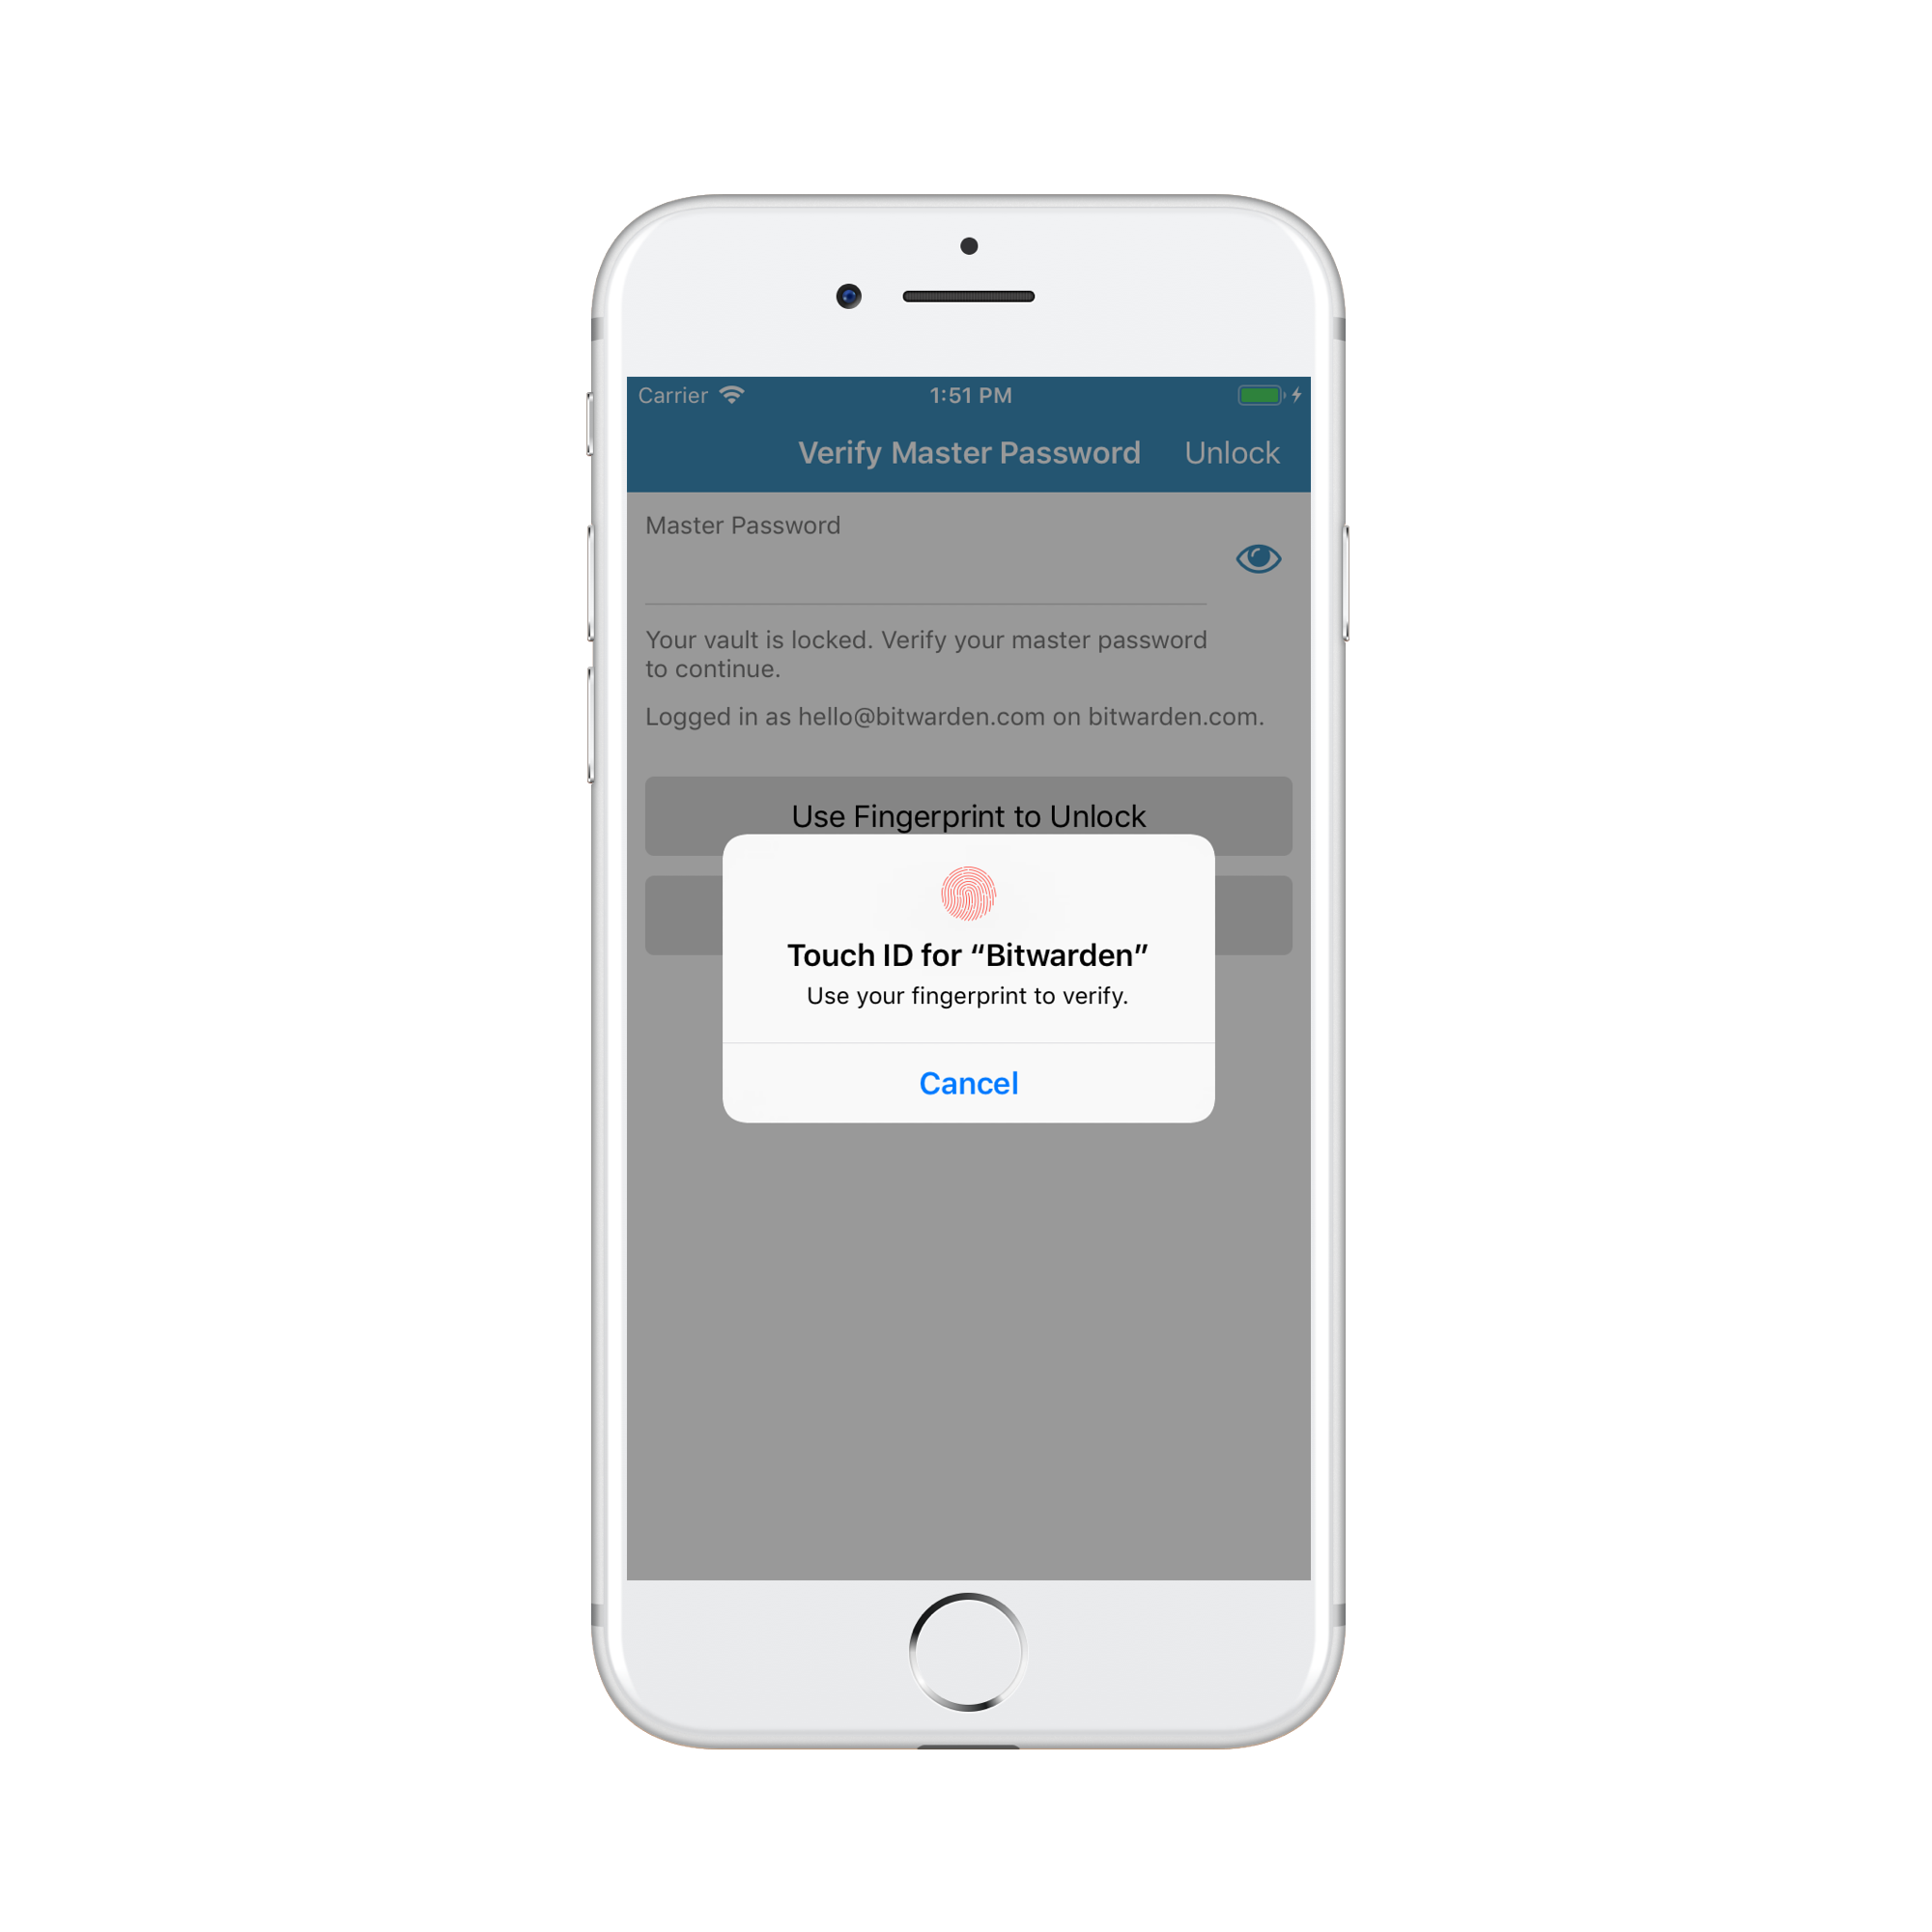 Carrier 1:51 PM
Verify Master Password Unlock
Master Password
Your vault is locked. Verify your master password
to continue.
Logged in as hello@bitwarden.com on bitwarden.com.
Use Fingerprint to Unlock
Touch ID for “Bitwarden”
Use your fingerprint to verify.
Cancel